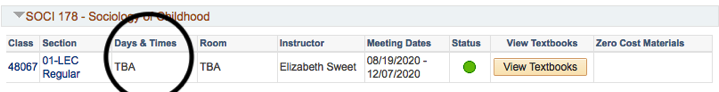 SOCI 178 - Sociology of Childhood
Class Section Days & Times Room Instructor Meeting Dates Status View Textbooks Zero Cost Materials
48067 01-LEC Regular TBA TBA Elizabeth Sweet 08/19/2020 - 12/07/2020 View Textbooks